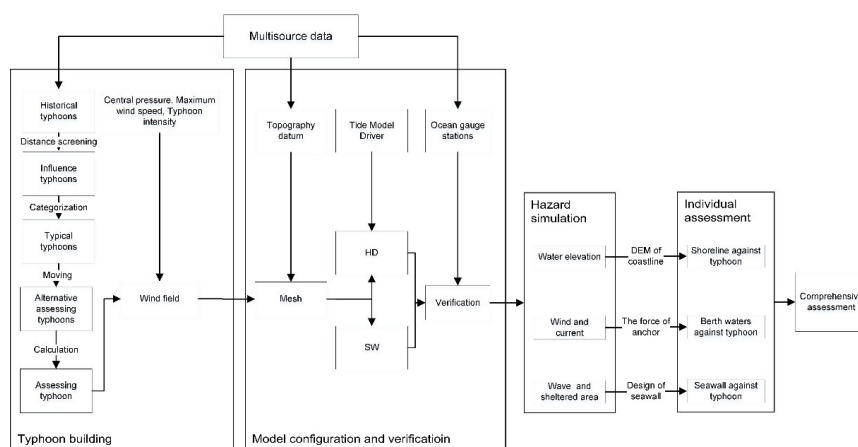 Multisource data
Historical
typhoons
Distance screening
Influence
typhoons
Categorization
Typical
typhoons
Moving
Alternative
assessing
typhoons
Calculation
Assessing
typhoon
Central pressure, Maximum
wind speed, Typhoon
intensity
Wind field
Typhoon building
Topography
datum
Tide Model
Driver
Ocean gauge
stations
HD
Mesh
Verification
SW
Model configuration and verificatioin
Hazard
simulation
Water elevation
Wind and
current
Wave and
sheltered area
DEM of
coastline
The force of
anchor
Design of
seawall
Individual
assessment
Shoreline against
typhoon
Berth waters
against typhoon
Seawall against
typhoon
Comprehensiv
assessment